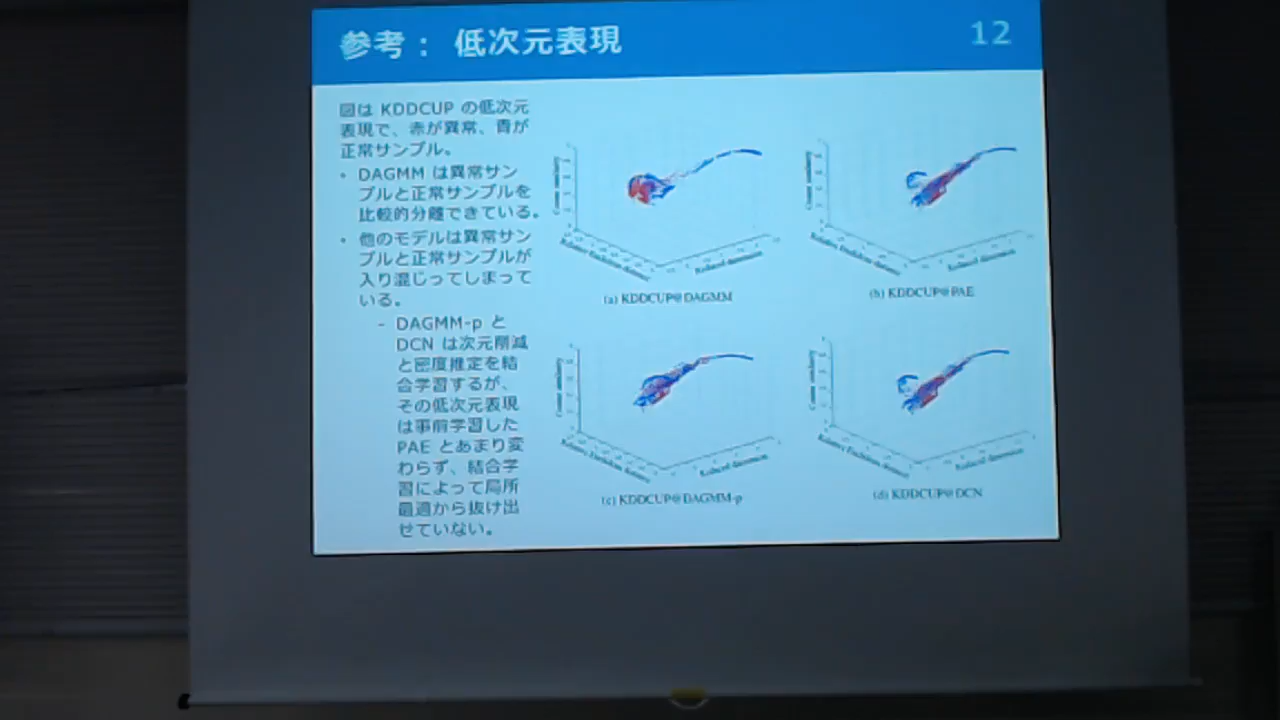 参考： 低次元表現
12
図は KDDCUP の低次元
表現で、赤が異常、青が
正常サンプル。
・ DAGMM は異常サン
プルと正常サンプルを
比較的分離できている。
・ 他のモデルは異常サン
プルと正常サンプルが
入り混じってしまって
いる。
- DAGMM-p と
DCN は次元削減
と密度推定を結
合学習するが、
その低次元表現
は事前学習した
PAE とあまり変
わらず、結合学
習によって局所
最適から抜け出
せていない。
(a) KDDCUP@DAGMM
(b) KDDCUP@PAE
(c) KDDCUP@DAGMM-p
(d) KDDCUP@DCN